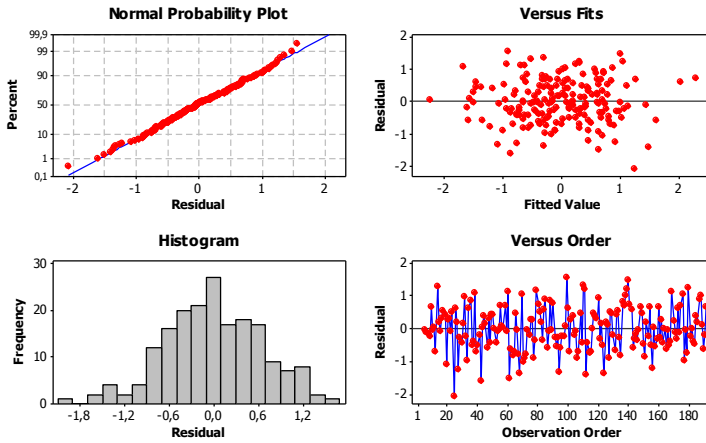 Normal Probability Plot
99,9
99
90
50
10
1
0,1
Percent
-2 -1 0 1 2
Residual
Versus Fits
2
1
0
-1
-2
Residual
-2 -1 0 1 2
Fitted Value
Histogram
30
20
10
0
Frequency
-1,8 -1,2 -0,6 0,0 0,6 1,2
Residual
Versus Order
2
1
0
-1
-2
Residual
1 20 40 60 80 100 120 140 160 180
Observation Order